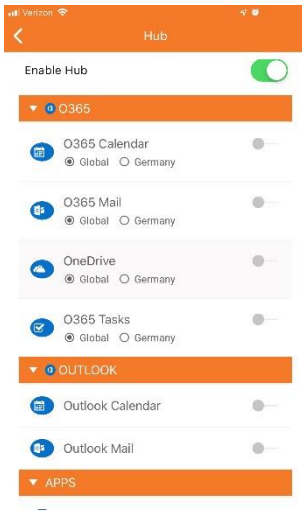 Verizon
Hub
Enable Hub
O365
O365 Calendar
Global Germany
O365 Mail
Global Germany
OneDrive
Global Germany
O365 Tasks
Global Germany
OUTLOOK
Outlook Calendar
Outlook Mail
APPS